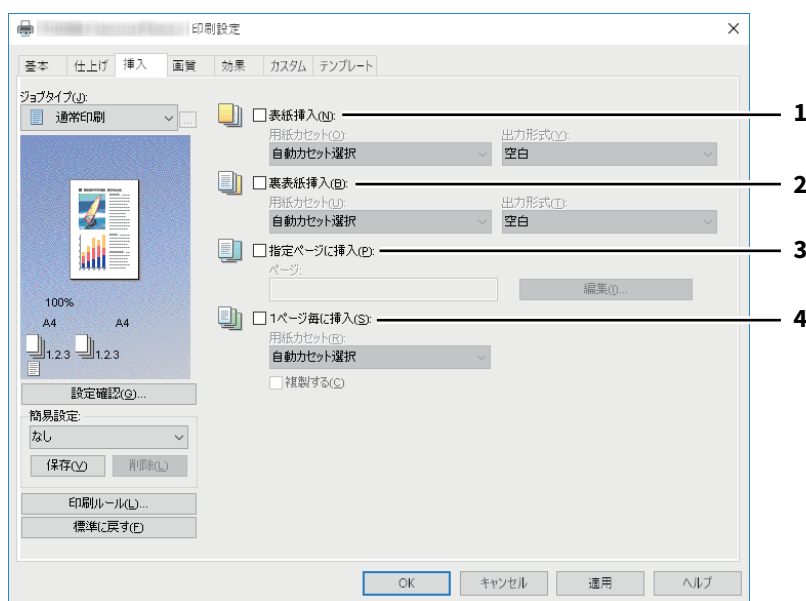 印刷設定
基本 仕上げ 挿入 画質 効果 カスタム テンプレート
ジョブタイプ(J):
通常印刷
...
100%
A4 A4
1.2.3 1.2.3
設定確認(G)...
簡易設定:
なし
保存(V) 削除(L)
印刷ルール(L)...
標準に戻す(F)
表紙挿入(N): 1
用紙カセット(O): 出力形式(Y):
自動カセット選択 空白
裏表紙挿入(B): 2
用紙カセット(U): 出力形式(T):
自動カセット選択 空白
指定ページに挿入(P): 3
ページ:
編集(I)...
1ページ毎に挿入(S): 4
用紙カセット(R):
自動カセット選択
複製する(C)
OK キャンセル 適用 ヘルプ